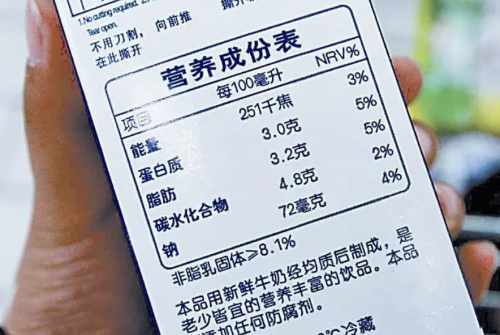 1.No cutting required.
Tear open.
不用刀割，向前推
在此撕开
营养成份表
项目 每100毫升 NRV%
能量 251千焦 3%
蛋白质 3.0克 5%
脂肪 3.2克 5%
碳水化合物 4.8克 2%
钠 72毫克 4%
非脂乳固体≥8.1%
本品用新鲜牛奶经均质后制成，是
老少皆宜的营养丰富的饮品。本品
添加任何防腐剂。
℃冷藏